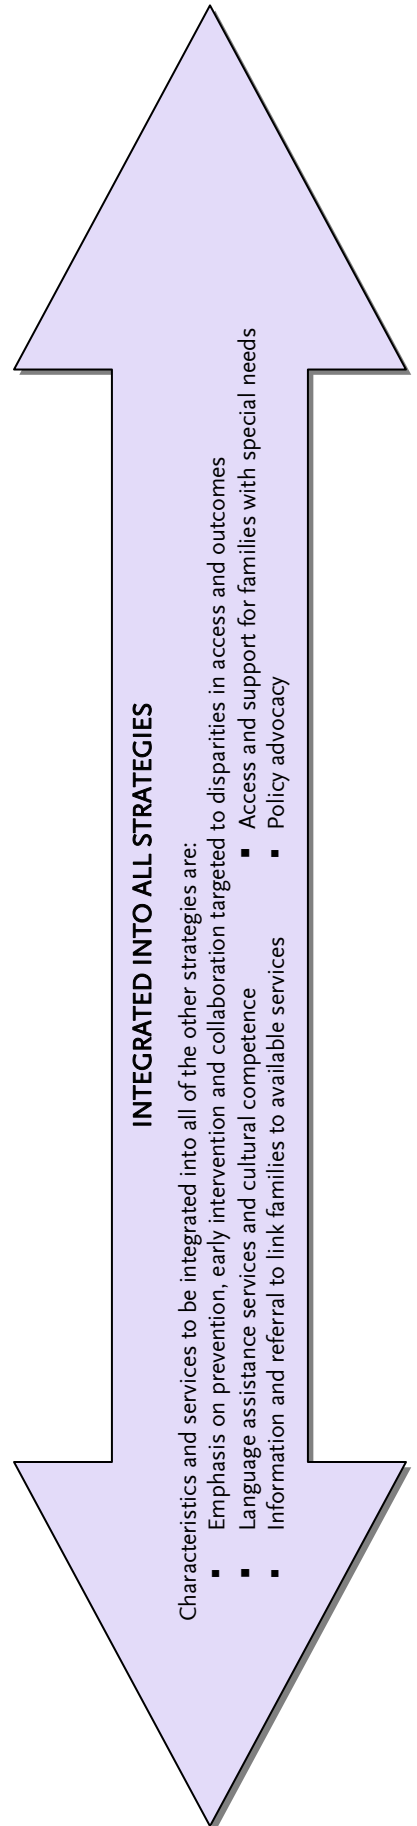 INTEGRATED INTO ALL STRATEGIES
Characteristics and services to be integrated into all of the other strategies are:
▪ Emphasis on prevention, early intervention and collaboration targeted to disparities in access and outcomes
▪ Language assistance services and cultural competence ▪ Access and support for families with special needs
▪ Information and referral to link families to available services ▪ Policy advocacy